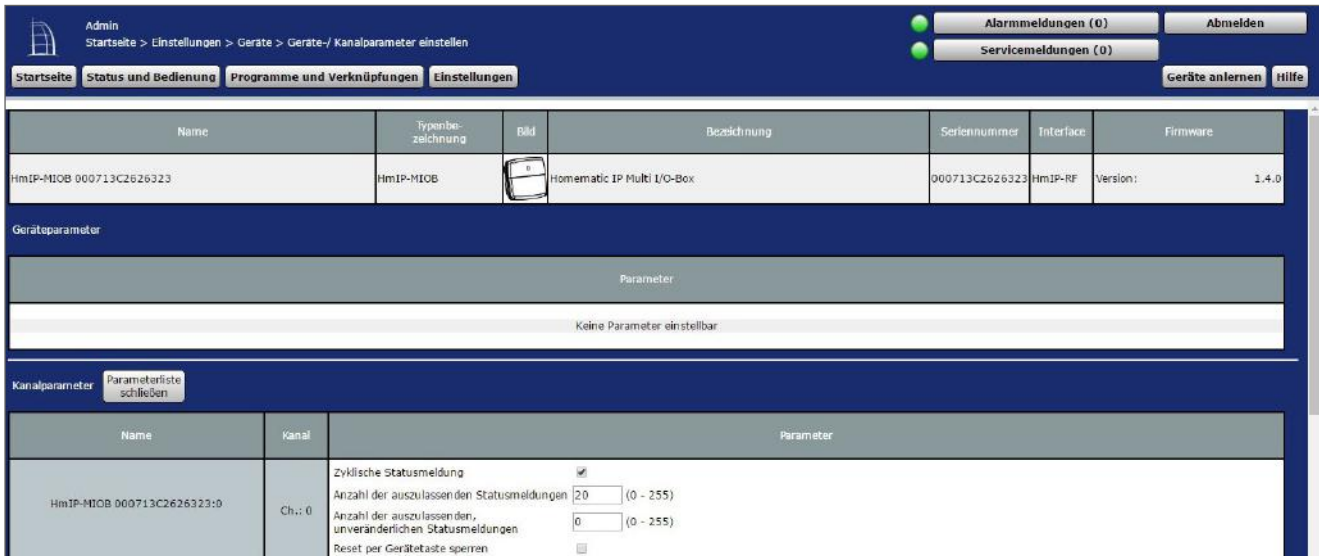 Admin
Alarmmeldungen (0)
Abmelden
Startseite > Einstellungen > Geräte > Geräte-/ Kanalparameter einstellen
Servicemeldungen (0)
Startseite
Status und Bedienung
Programme und Verknüpfungen
Einstellungen
Geräte anlernen
Hilfe
Name
Typenbe-
zeichnung
Bild
Bezeichnung
Seriennummer
Interface
Firmware
HmIP-MIOB 000713C2626323
HmIP-MIOB
Homematic IP Multi I/O-Box
000713C2626323
HmIP-RF
Version:
1.4.0
Geräteparameter
Parameter
Keine Parameter einstellbar
Kanalparameter
Parameterliste
schließen
Name
Kanal
Parameter
HmIP-MIOB 000713C2626323:0
Ch.: 0
Zyklische Statusmeldung
Anzahl der auszulassenden Statusmeldungen 20 (0 - 255)
Anzahl der auszulassenden,
unveränderlichen Statusmeldungen
0 (0 - 255)
Reset per Gerätetaste sperren